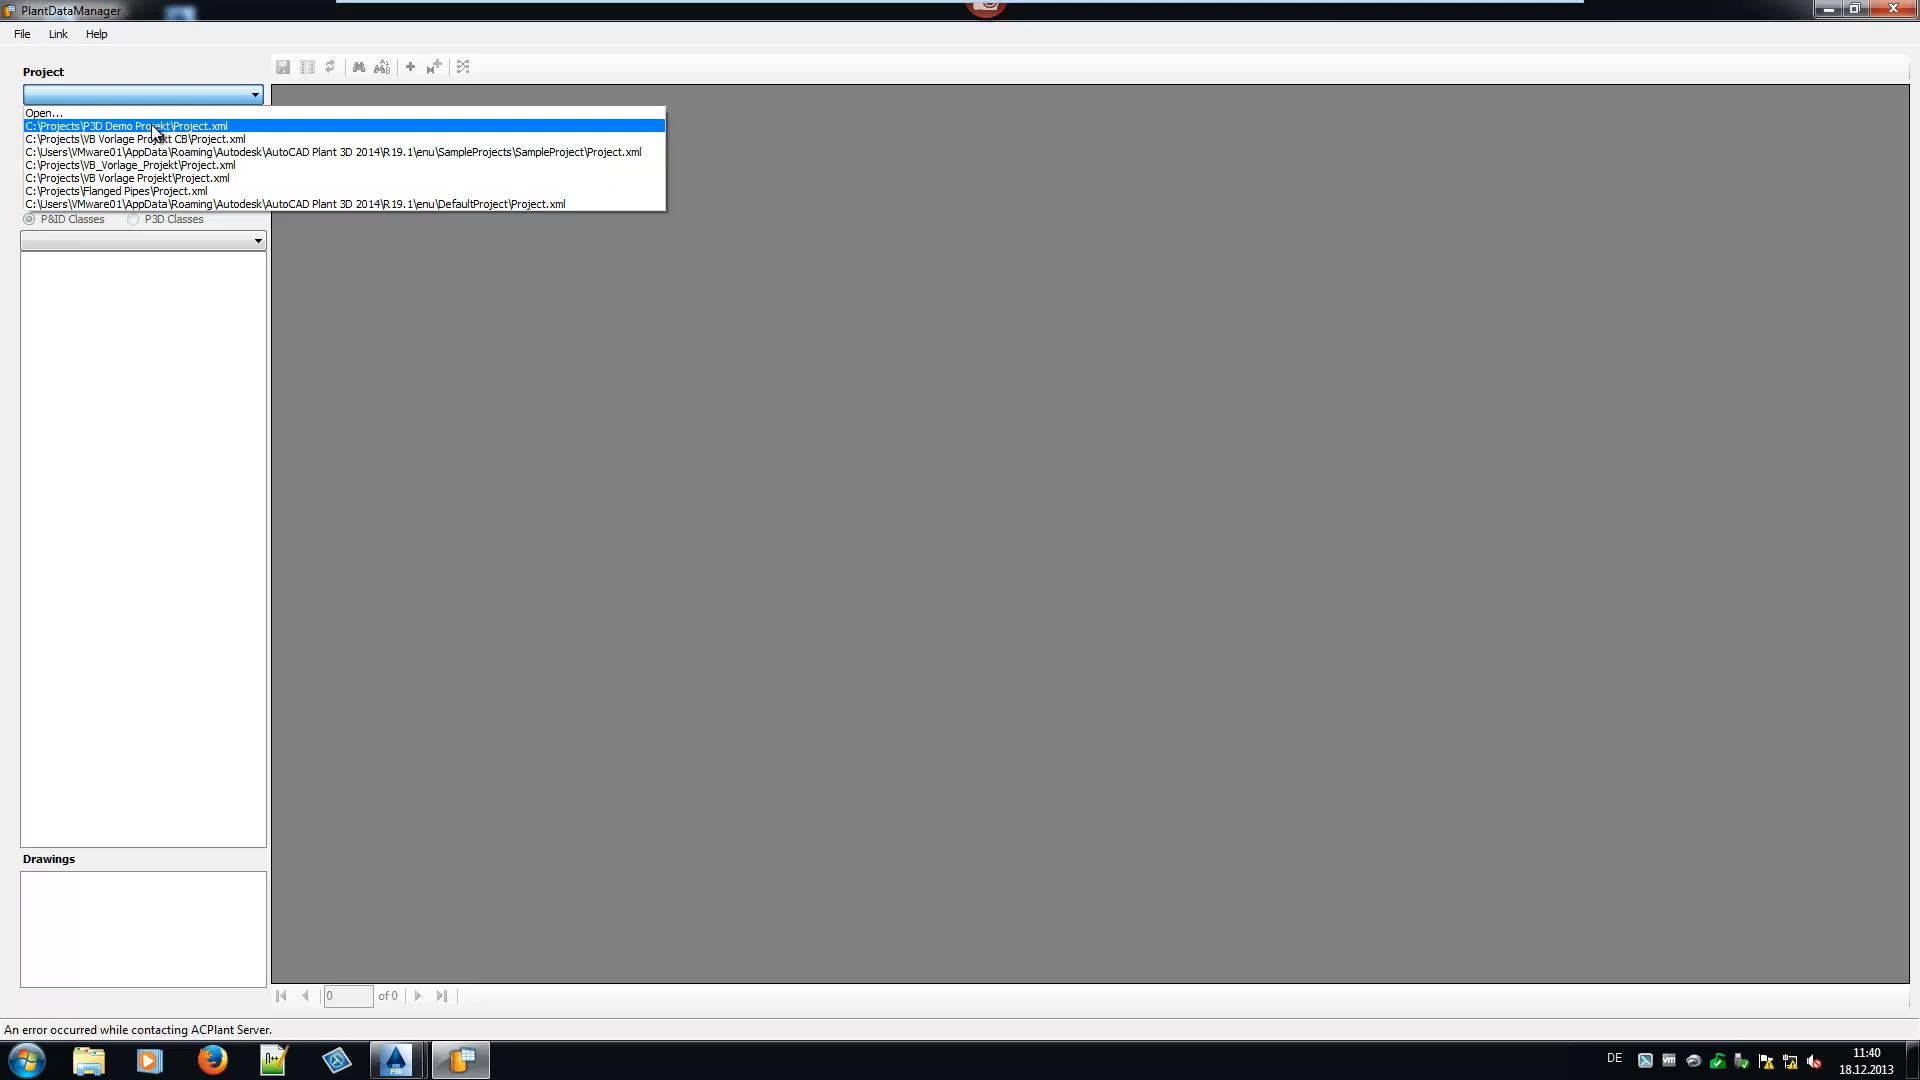 PlantDataManager
File Link Help
Project
Open...
C:\Projects\P3D Demo Projekt\Project.xml
C:\Projects\VB Vorlage Projekt CB\Project.xml
C:\Users\VMware01\AppData\Roaming\Autodesk\AutoCAD Plant 3D 2014\R19.1\enu\SampleProjects\SampleProject\Project.xml
C:\Projects\VB_Vorlage_Projekt\Project.xml
C:\Projects\VB Vorlage Projekt\Project.xml
C:\Projects\Flanged Pipes\Project.xml
C:\Users\VMware01\AppData\Roaming\Autodesk\AutoCAD Plant 3D 2014\R19.1\enu\DefaultProject\Project.xml
P&ID Classes P3D Classes
Drawings
0 of 0
An error occurred while contacting ACPlant Server.
P3D
DE
11:40
18.12.2013